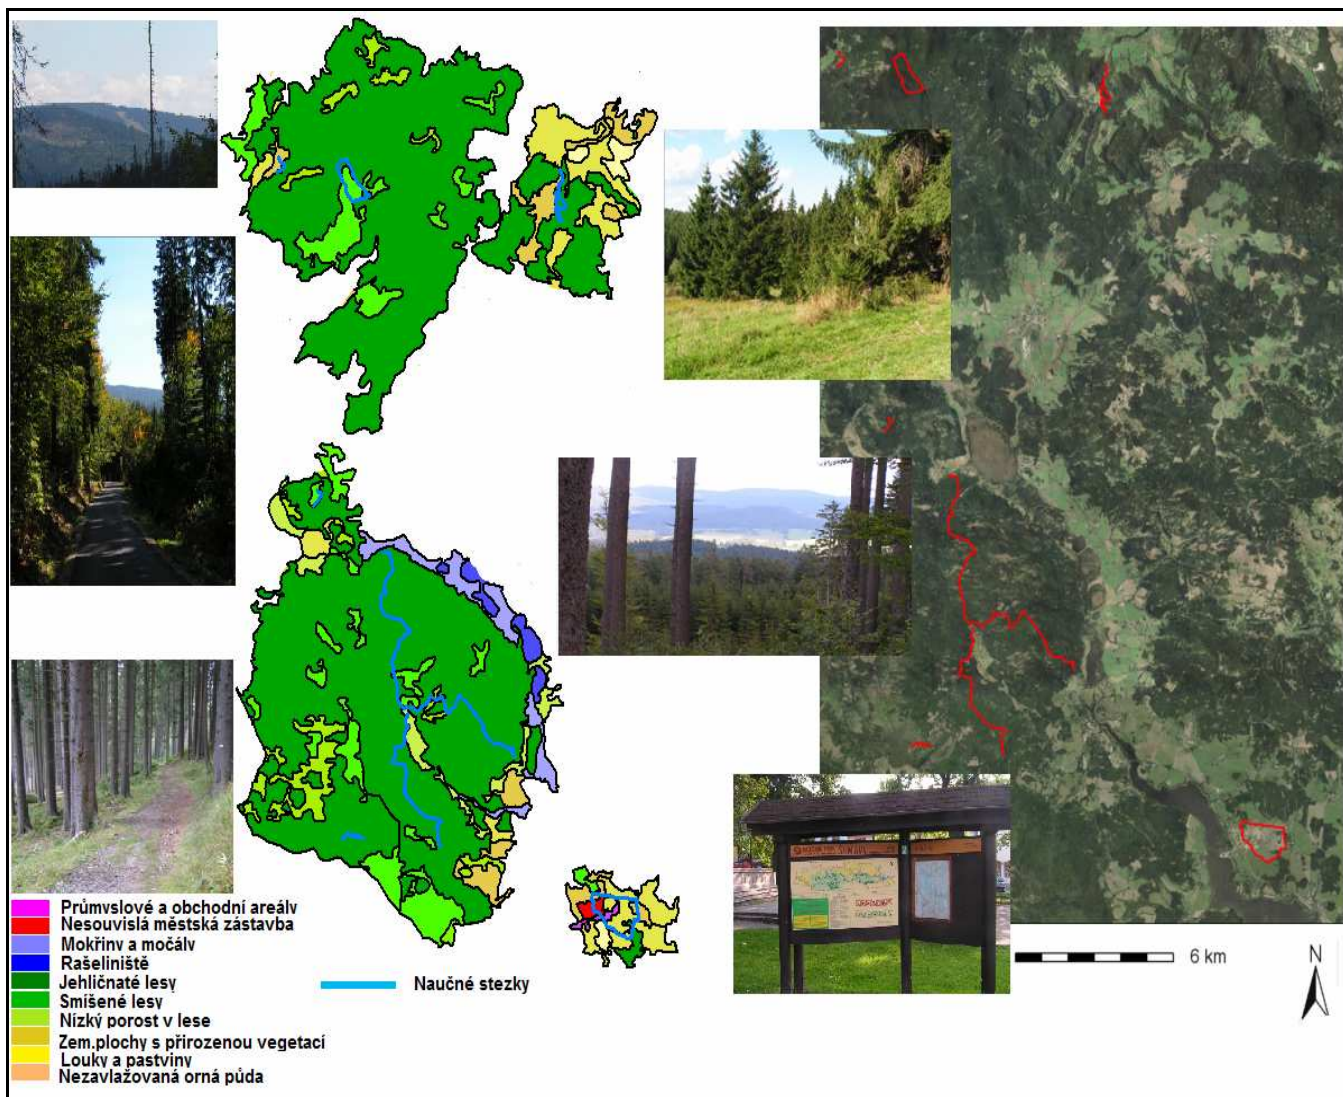 Průmyslové a obchodní areály
Nesouvislá městská zástavba
Mokřiny a močály
Rašeliniště
Jehličnaté lesy
Smíšené lesy
Nízký porost v lese
Zem.plochy s přirozenou vegetací
Louky a pastviny
Nezavlažovaná orná půda
Naučné stezky
6 km
N